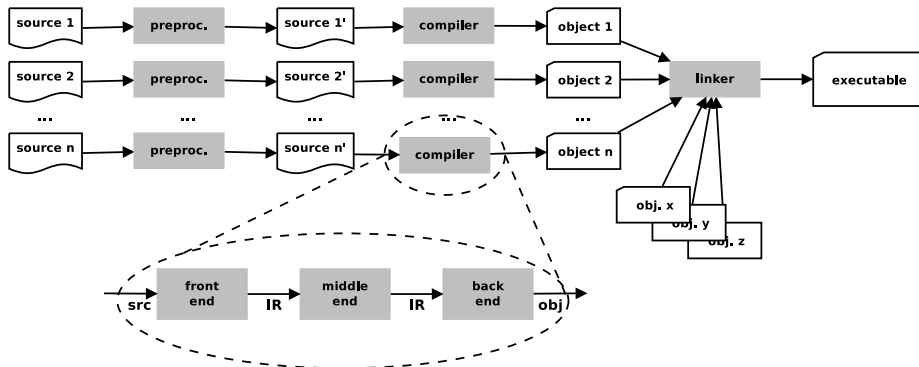 source 1
preproc.
source 1'
compiler
object 1
source 2
preproc.
source 2'
compiler
object 2
linker
executable
...
...
...
...
...
source n
preproc.
source n'
compiler
object n
obj. x
obj. y
obj. z
src
front
end
IR
middle
end
IR
back
end
obj